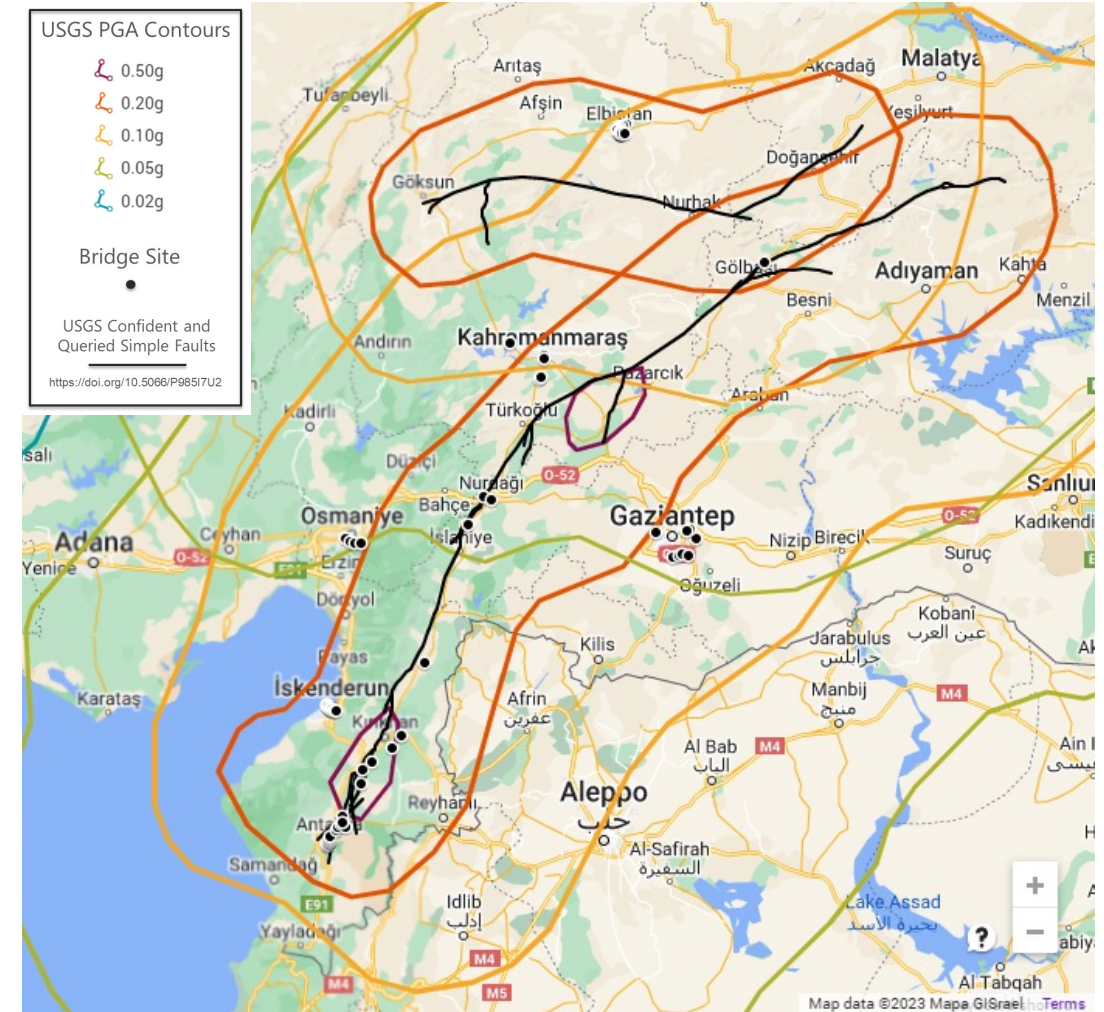 USGS PGA Contours
0.50g
0.20g
0.10g
0.05g
0.02g
Bridge Site
USGS Confident and
Queried Simple Faults
https://doi.org/10.5066/P985I7U2
Arıtaş
Akçadağ
Malatya
Tufanbeyli
Afşin
Elbistan
Yeşilyurt
Göksun
Doğanşehir
Nurhak
Gölbaşı
Adıyaman
Kahta
Besni
Menzil
Andırın
Kahramanmaraş
Pazarcık
Araban
Kadirli
Türkoğlu
Düziçi
O-52
Nurdağı
Bahçe
Osmaniye
Gaziantep
Adana
Ceyhan
O-52
İslahiye
Nizip
Birecik
O-52
Kadıkendi
Suruç
Yenice
Erzin
Oğuzeli
Dörtyol
Kobanî
عين العرب
Payas
Kilis
Jarabulus
جرابلس
İskenderun
Karataş
Afrin
عفرين
Manbij
منبج
M4
Kırıkhan
Al Bab
الباب
M4
Reyhanlı
Aleppo
حلب
Antakya
Al-Safirah
السفيرة
Samandağ
E91
Idlib
إدلب
Lake Assad
بحيرة الأسد
Yayladağı
M4
M4
M5
Al Tabqah
الطبقة
+
−
?
Map data ©2023 Mapa GISrael
Terms